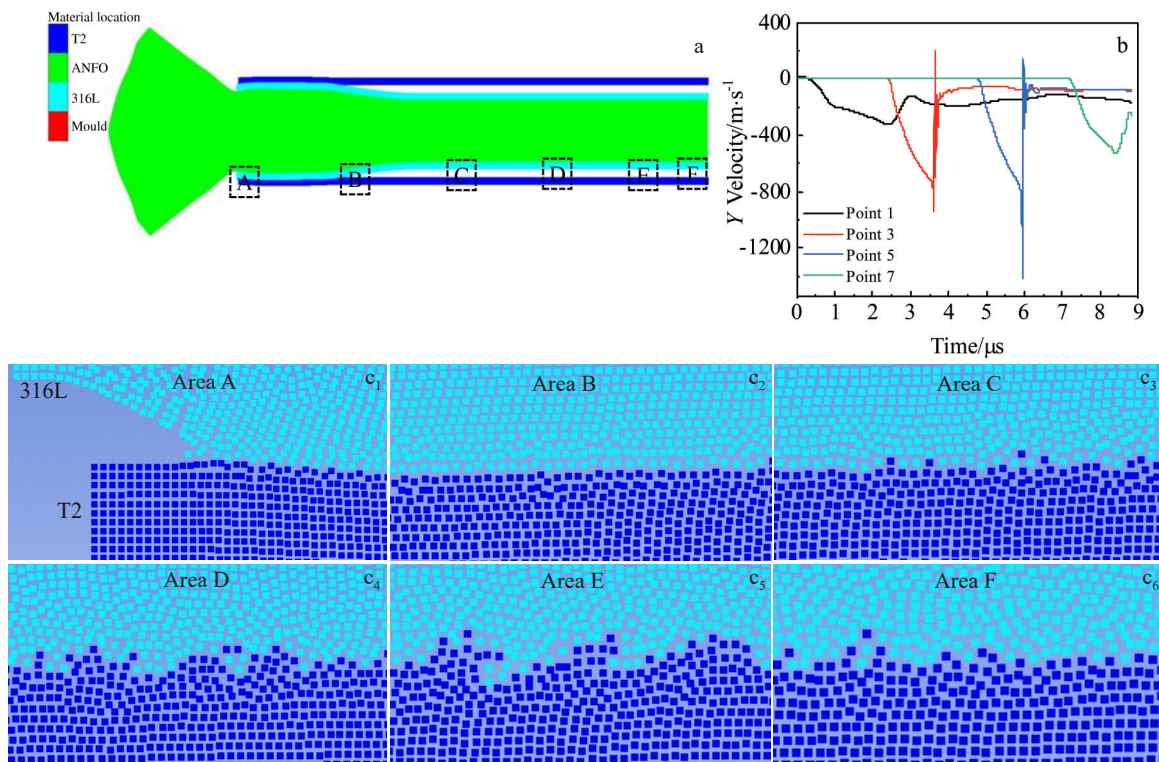 Material location
T2
ANFO
316L
Mould
a
A
B
C
D
E
F
b
Y Velocity/m·s⁻¹
400
0
-400
-800
-1200
Point 1
Point 3
Point 5
Point 7
0 1 2 3 4 5 6 7 8 9
Time/μs
Area A
c₁
316L
T2
Area B
c₂
Area C
c₃
Area D
c₄
Area E
c₅
Area F
c₆